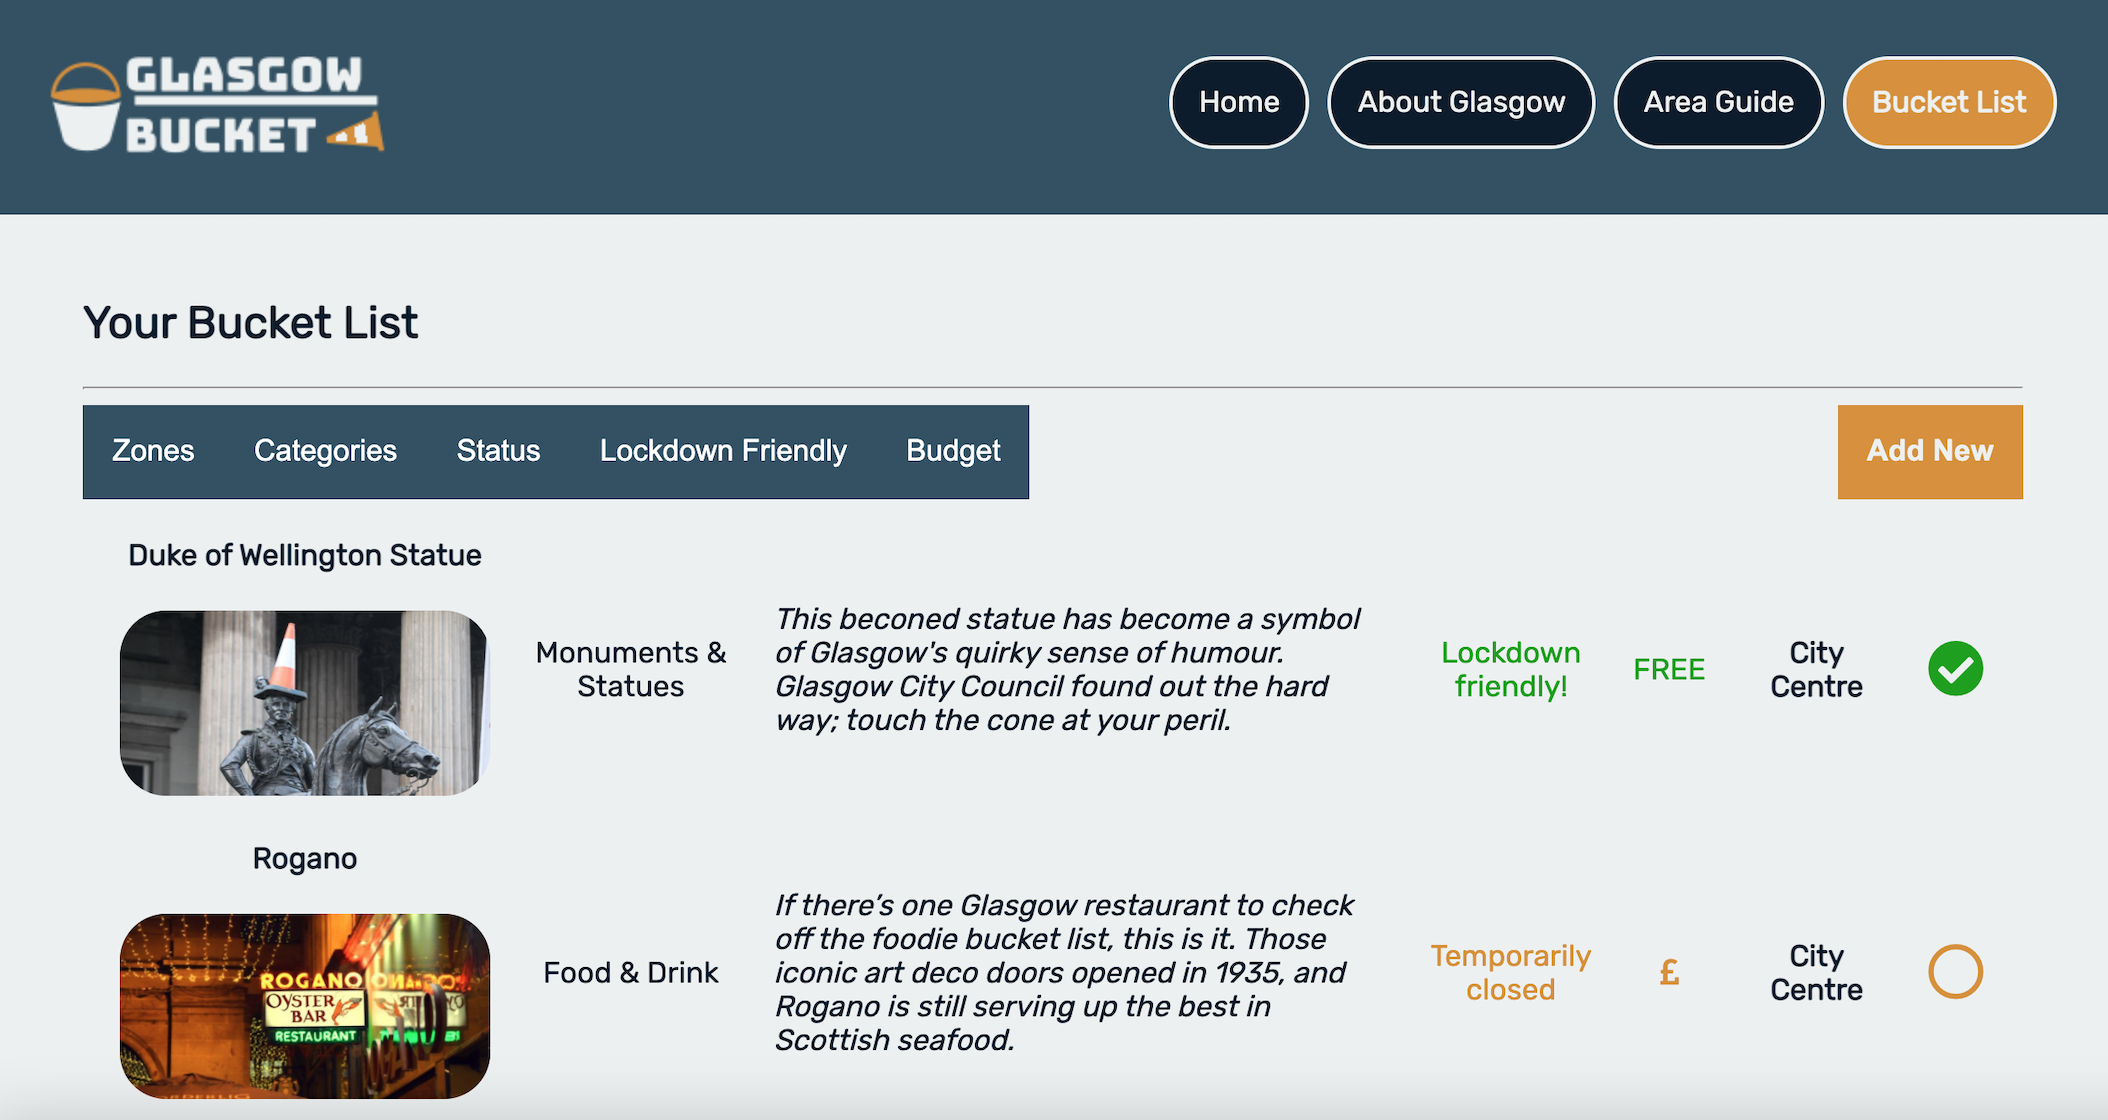 GLASGOW
BUCKET
Home
About Glasgow
Area Guide
Bucket List
Your Bucket List
Zones
Categories
Status
Lockdown Friendly
Budget
Add New
Duke of Wellington Statue
Monuments &
Statues
This beconed statue has become a symbol
of Glasgow's quirky sense of humour.
Glasgow City Council found out the hard
way; touch the cone at your peril.
Lockdown
friendly!
FREE
City
Centre
Rogano
ROGANO
OYSTER
BAR
RESTAURANT
Food & Drink
If there’s one Glasgow restaurant to check
off the foodie bucket list, this is it. Those
iconic art deco doors opened in 1935, and
Rogano is still serving up the best in
Scottish seafood.
Temporarily
closed
£
City
Centre